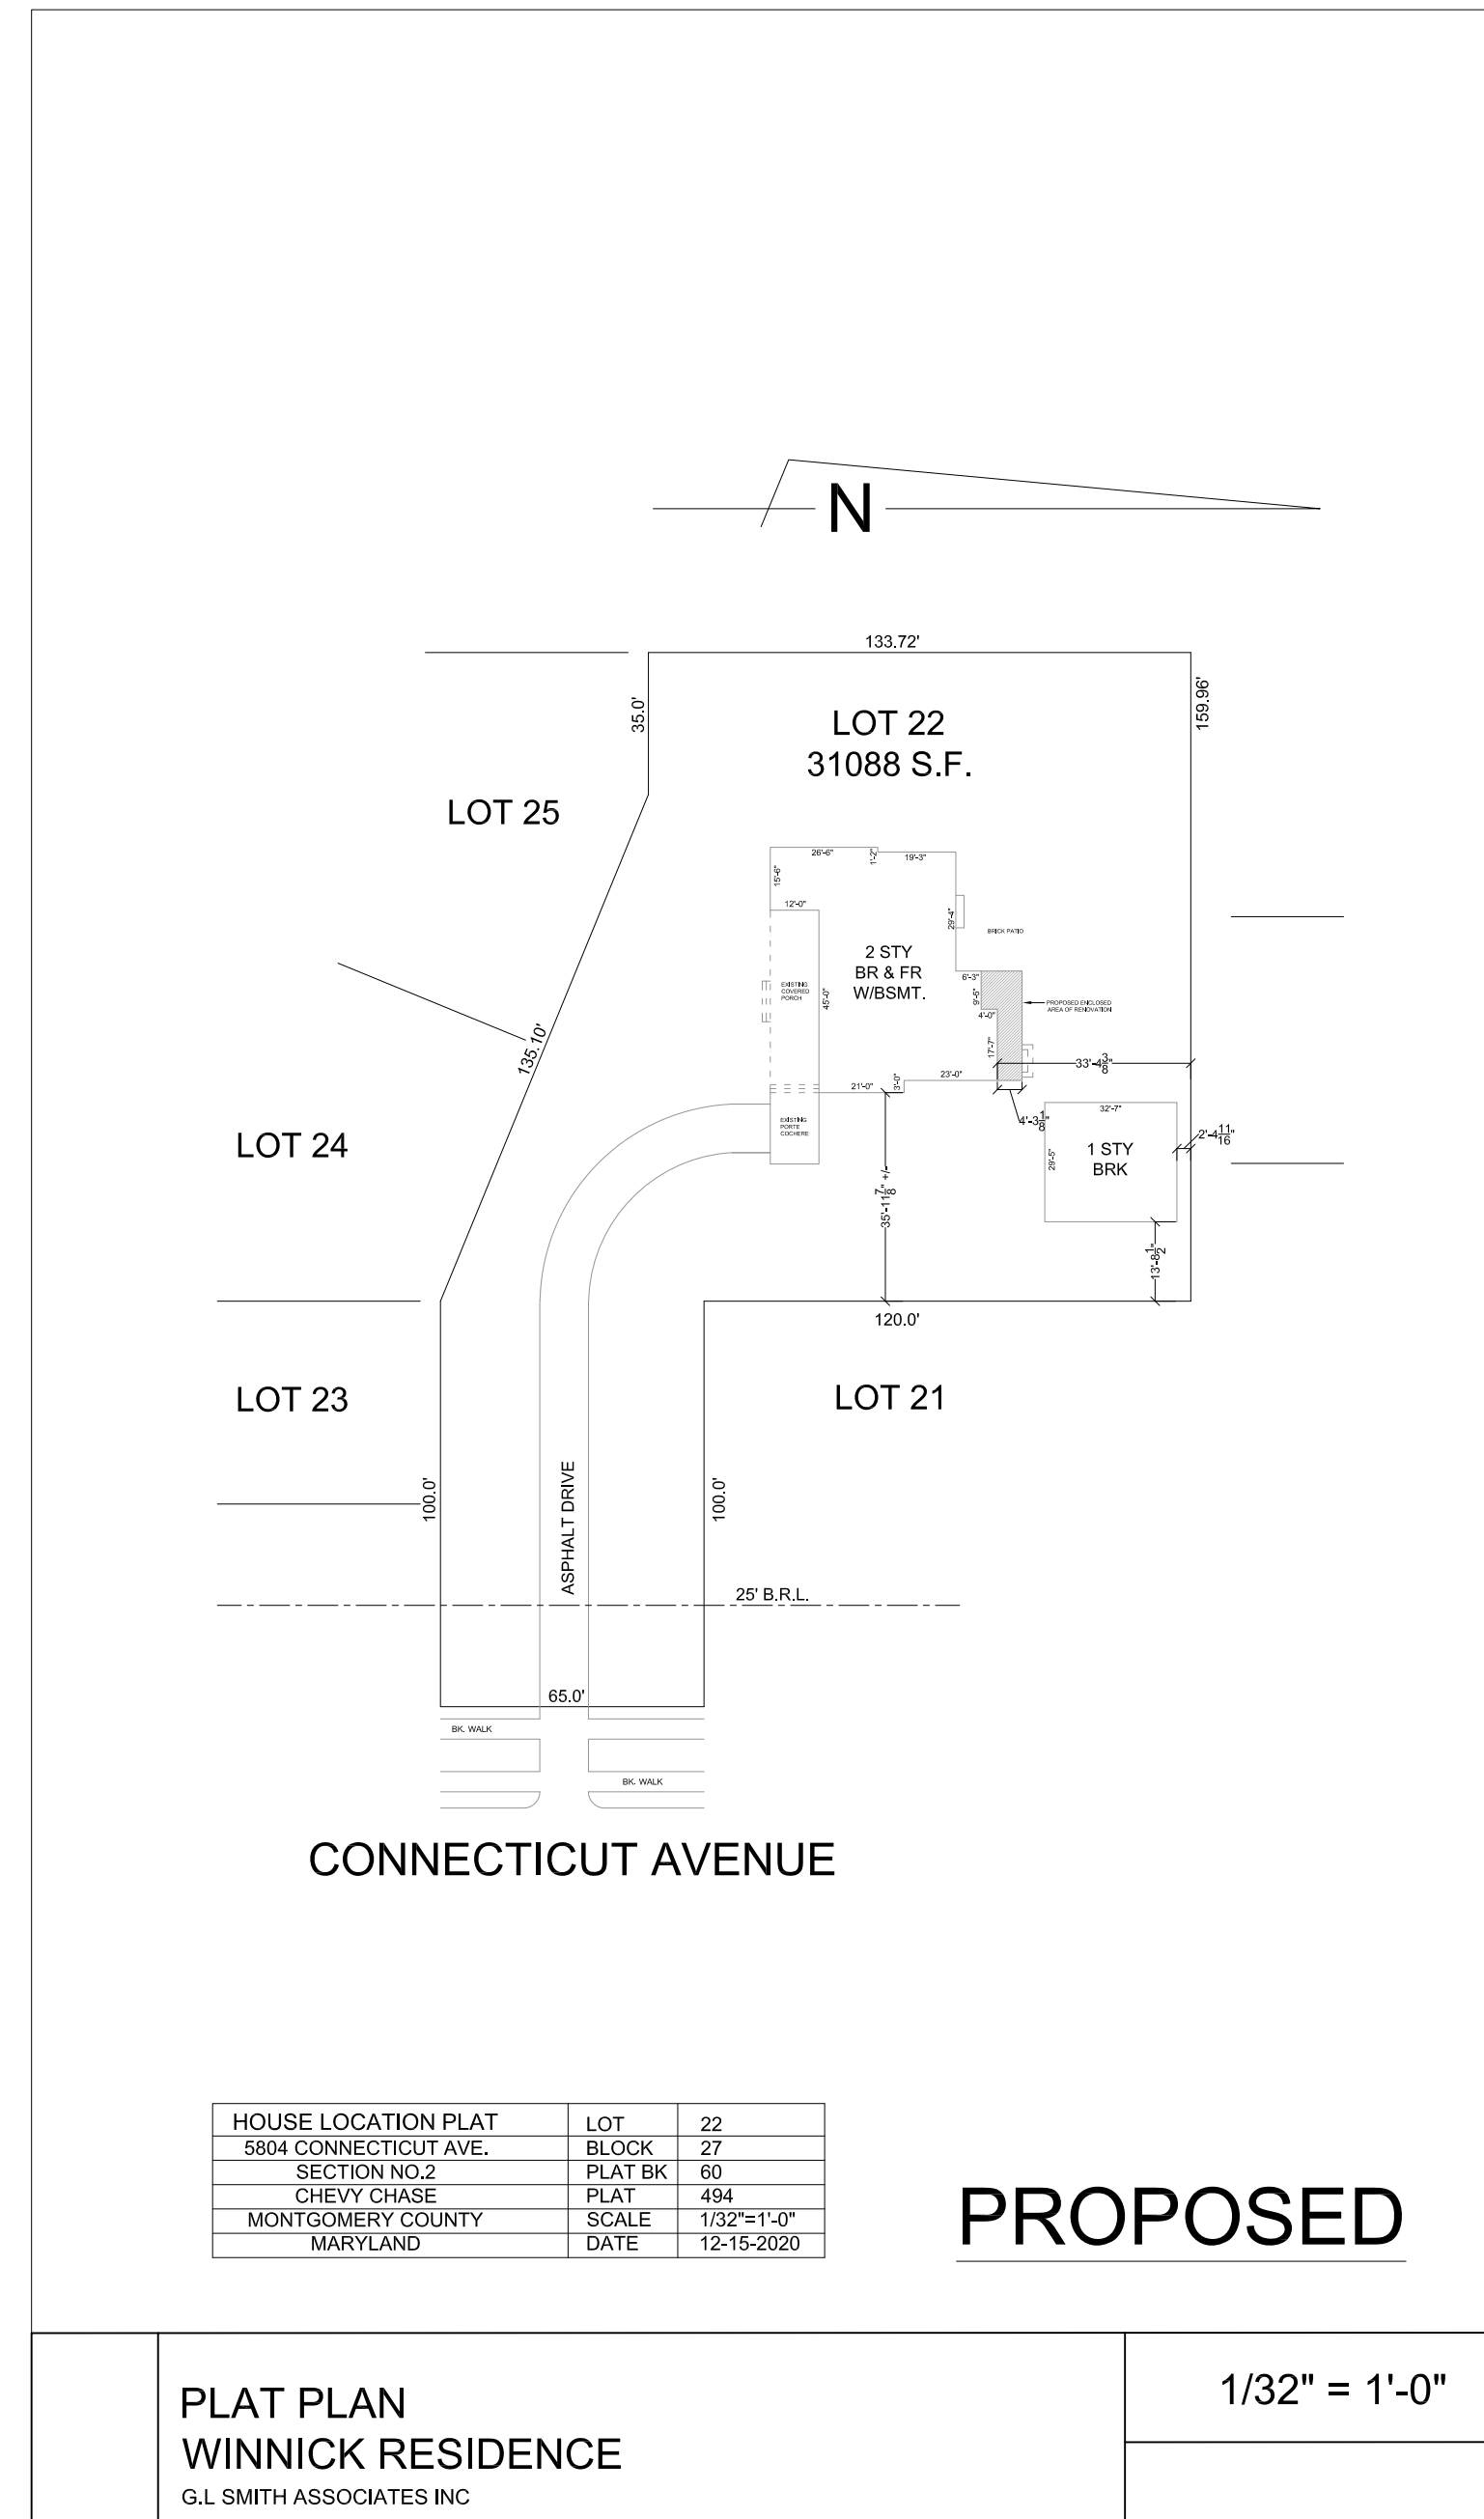 N
133.72'
35.0'
159.96'
LOT 22
31088 S.F.
LOT 25
26'-6"
1'-2"
19'-3"
15'-6"
12'-0"
29'-4"
BRICK PATIO
2 STY
BR & FR
W/BSMT.
EXISTING
COVERED
PORCH
45'-0"
6'-3"
9'-5"
4'-0"
PROPOSED ENCLOSED
AREA OF RENOVATION
135.10'
17'-7"
33'-4 3/8"
21'-0"
3'-0"
23'-0"
4'-3 1/8"
32'-7"
EXISTING
PORTE
COCHERE
LOT 24
1 STY
BRK
29'-5"
2'-4 11/16"
35'-11 7/8" +/-
13'-8 1/2"
120.0'
LOT 23
LOT 21
100.0'
ASPHALT DRIVE
100.0'
25' B.R.L.
65.0'
BK. WALK
BK. WALK
CONNECTICUT AVENUE
HOUSE LOCATION PLAT LOT 22
5804 CONNECTICUT AVE. BLOCK 27
SECTION NO.2 PLAT BK 60
CHEVY CHASE PLAT 494
MONTGOMERY COUNTY SCALE 1/32"=1'-0"
MARYLAND DATE 12-15-2020
PROPOSED
PLAT PLAN
WINNICK RESIDENCE
G.L SMITH ASSOCIATES INC
1/32" = 1'-0"